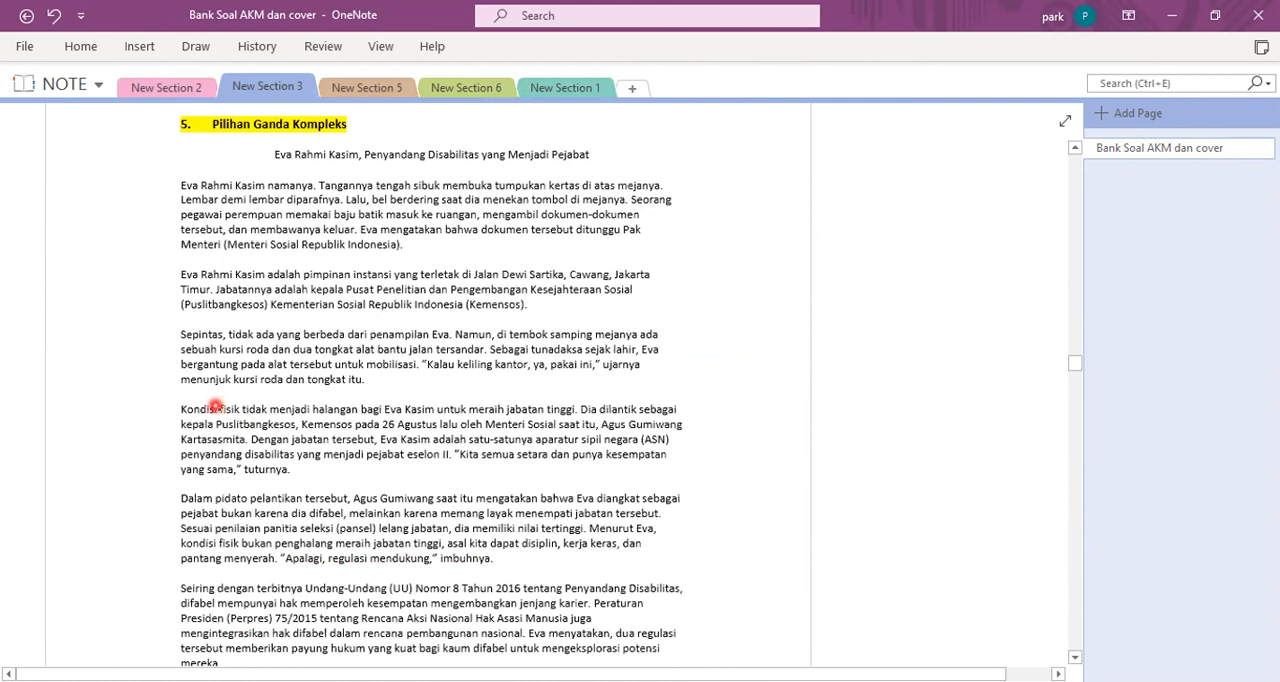 Bank Soal AKM dan cover - OneNote
Search
park
P
File Home Insert Draw History Review View Help
NOTE
New Section 2
New Section 3
New Section 5
New Section 6
New Section 1
Search (Ctrl+E)
Add Page
Bank Soal AKM dan cover
5. Pilihan Ganda Kompleks
Eva Rahmi Kasim, Penyandang Disabilitas yang Menjadi Pejabat
Eva Rahmi Kasim namanya. Tangannya tengah sibuk membuka tumpukan kertas di atas mejanya.
Lembar demi lembar diparafnya. Lalu, bel berdering saat dia menekan tombol di mejanya. Seorang
pegawai perempuan memakai baju batik masuk ke ruangan, mengambil dokumen-dokumen
tersebut, dan membawanya keluar. Eva mengatakan bahwa dokumen tersebut ditunggu Pak
Menteri (Menteri Sosial Republik Indonesia).
Eva Rahmi Kasim adalah pimpinan instansi yang terletak di Jalan Dewi Sartika, Cawang, Jakarta
Timur. Jabatannya adalah kepala Pusat Penelitian dan Pengembangan Kesejahteraan Sosial
(Puslitbangkesos) Kementerian Sosial Republik Indonesia (Kemensos).
Sepintas, tidak ada yang berbeda dari penampilan Eva. Namun, di tembok samping mejanya ada
sebuah kursi roda dan dua tongkat alat bantu jalan tersandar. Sebagai tunadaksa sejak lahir, Eva
bergantung pada alat tersebut untuk mobilisasi. "Kalau keliling kantor, ya, pakai ini," ujarnya
menunjuk kursi roda dan tongkat itu.
Kondisi fisik tidak menjadi halangan bagi Eva Kasim untuk meraih jabatan tinggi. Dia dilantik sebagai
kepala Puslitbangkesos, Kemensos pada 26 Agustus lalu oleh Menteri Sosial saat itu, Agus Gumiwang
Kartasasmita. Dengan jabatan tersebut, Eva Kasim adalah satu-satunya aparatur sipil negara (ASN)
penyandang disabilitas yang menjadi pejabat eselon II. "Kita semua setara dan punya kesempatan
yang sama," tuturnya.
Dalam pidato pelantikan tersebut, Agus Gumiwang saat itu mengatakan bahwa Eva diangkat sebagai
pejabat bukan karena dia difabel, melainkan karena memang layak menempati jabatan tersebut.
Sesuai penilaian panitia seleksi (pansel) lelang jabatan, dia memiliki nilai tertinggi. Menurut Eva,
kondisi fisik bukan penghalang meraih jabatan tinggi, asal kita dapat disiplin, kerja keras, dan
pantang menyerah. "Apalagi, regulasi mendukung," imbuhnya.
Seiring dengan terbitnya Undang-Undang (UU) Nomor 8 Tahun 2016 tentang Penyandang Disabilitas,
difabel mempunyai hak memperoleh kesempatan mengembangkan jenjang karier. Peraturan
Presiden (Perpres) 75/2015 tentang Rencana Aksi Nasional Hak Asasi Manusia juga
mengintegrasikan hak difabel dalam rencana pembangunan nasional. Eva menyatakan, dua regulasi
tersebut memberikan payung hukum yang kuat bagi kaum difabel untuk mengeksplorasi potensi
mereka